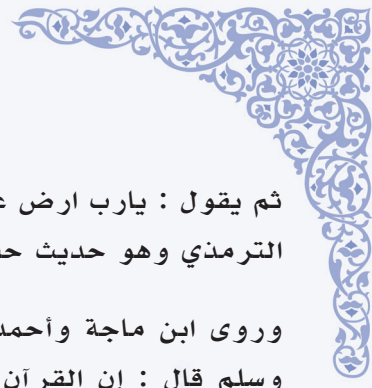 ثم يقول : يارب ارض
الترمذي وهو حديث
وروى ابن ماجة وأحمد
وسلم قال : إن القرآن